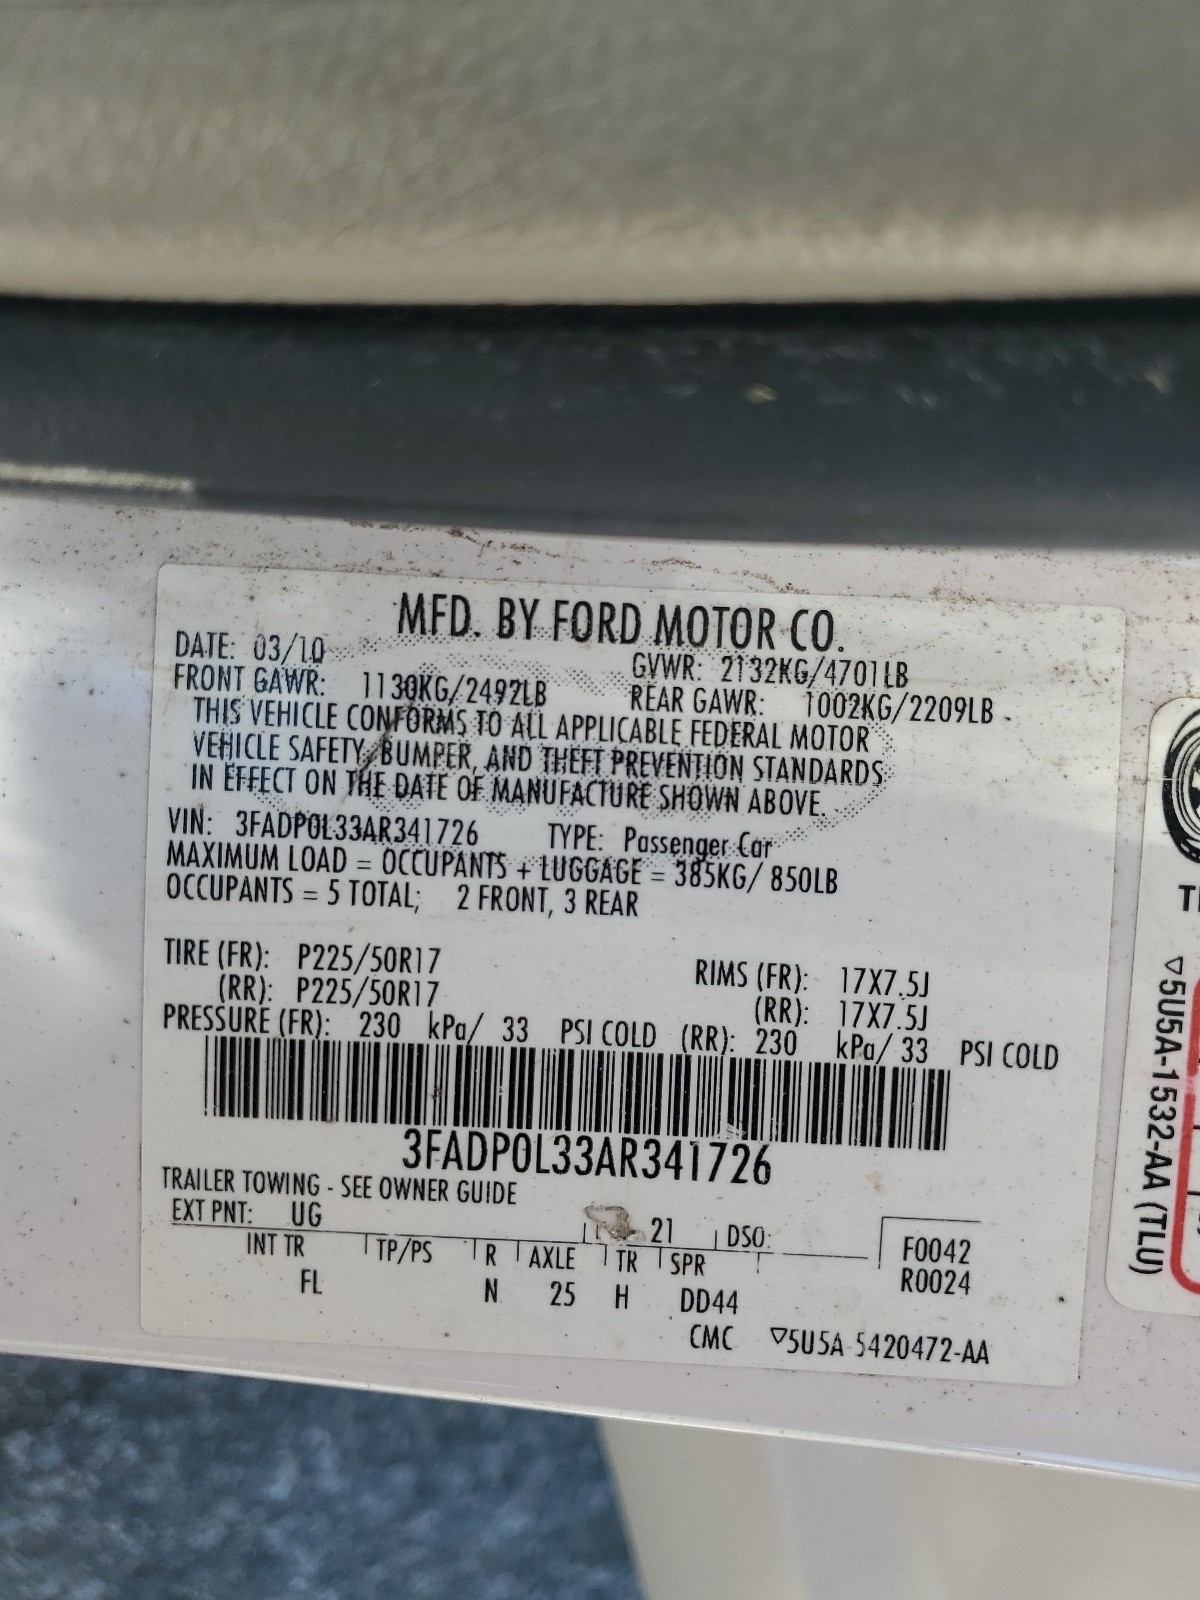 MFD. BY FORD MOTOR CO.
DATE: 03/10
GVWR: 2132KG/4701LB
FRONT GAWR: 1130KG/2492LB
REAR GAWR: 1002KG/2209LB
THIS VEHICLE CONFORMS TO ALL APPLICABLE FEDERAL MOTOR
VEHICLE SAFETY, BUMPER, AND THEFT PREVENTION STANDARDS
IN EFFECT ON THE DATE OF MANUFACTURE SHOWN ABOVE.
VIN: 3FADP0L33AR341726 TYPE: Passenger Car
MAXIMUM LOAD = OCCUPANTS + LUGGAGE = 385KG/ 850LB
OCCUPANTS = 5 TOTAL; 2 FRONT, 3 REAR
TIRE (FR): P225/50R17 RIMS (FR): 17X7.5J
(RR): P225/50R17 (RR): 17X7.5J
PRESSURE (FR): 230 kPa/ 33 PSI COLD (RR): 230 kPa/ 33 PSI COLD
3FADP0L33AR341726
TRAILER TOWING - SEE OWNER GUIDE
EXT PNT: UG 21 DSO: F0042
INT TR TP/PS R AXLE TR SPR R0024
FL N 25 H DD44
CMC ▽5U5A-5420472-AA
▽5U5A-1532-AA (TLU)